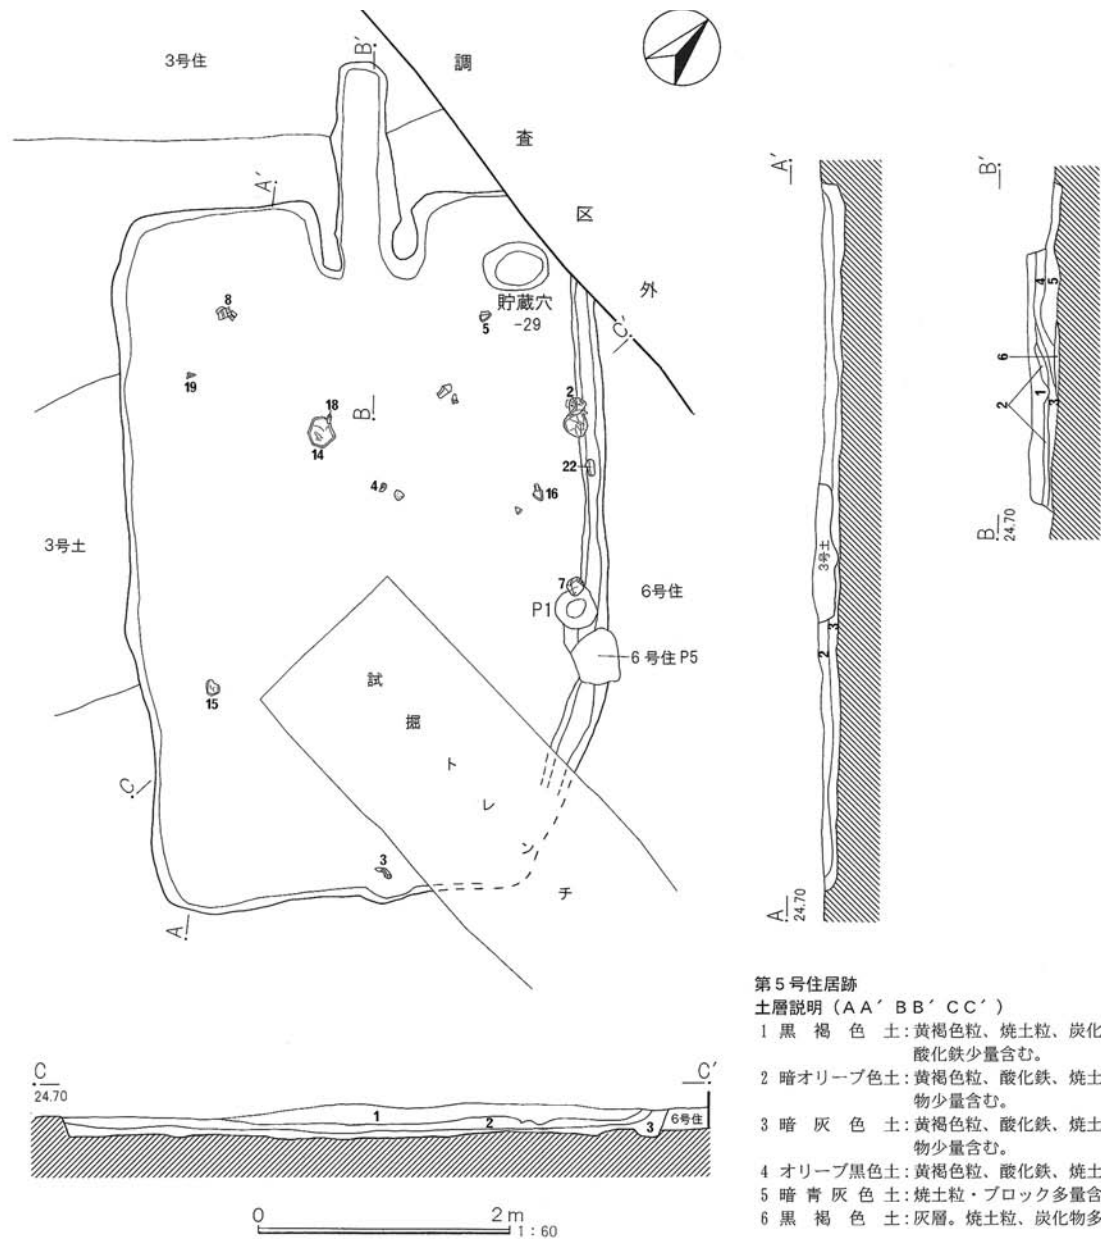 3号住
B′
調
査
区
外
A′
貯蔵穴
-29
C′
8
5
19
2
18
14
B
22
4
16
3号土
7
6号住
P1
6号住P5
15
試
掘
ト
レ
ン
チ
C
3
A
A′
3号土
3
2
A
24.70
B′
4
5
6
2
1
3
B
24.70
第5号住居跡
土層説明（AA′ BB′ CC′）
1 黒褐色土：黄褐色粒、焼土粒、炭化
酸化鉄少量含む。
2 暗オリーブ色土：黄褐色粒、酸化鉄、焼土
物少量含む。
3 暗灰色土：黄褐色粒、酸化鉄、焼土
物少量含む。
4 オリーブ黒色土：黄褐色粒、酸化鉄、焼土
5 暗青灰色土：焼土粒・ブロック多量含
6 黒褐色土：灰層。焼土粒、炭化物多
C
24.70
C′
1
2
3
6号住
0 2m
1：60